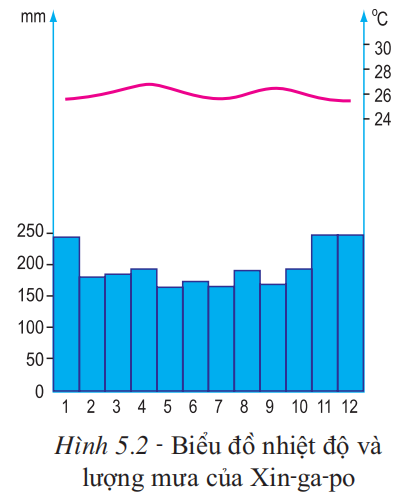 mm
°C
30
28
26
24
250
200
150
100
50
0
1 2 3 4 5 6 7 8 9 10 11 12
Hình 5.2 - Biểu đồ nhiệt độ và
lượng mưa của Xin-ga-po